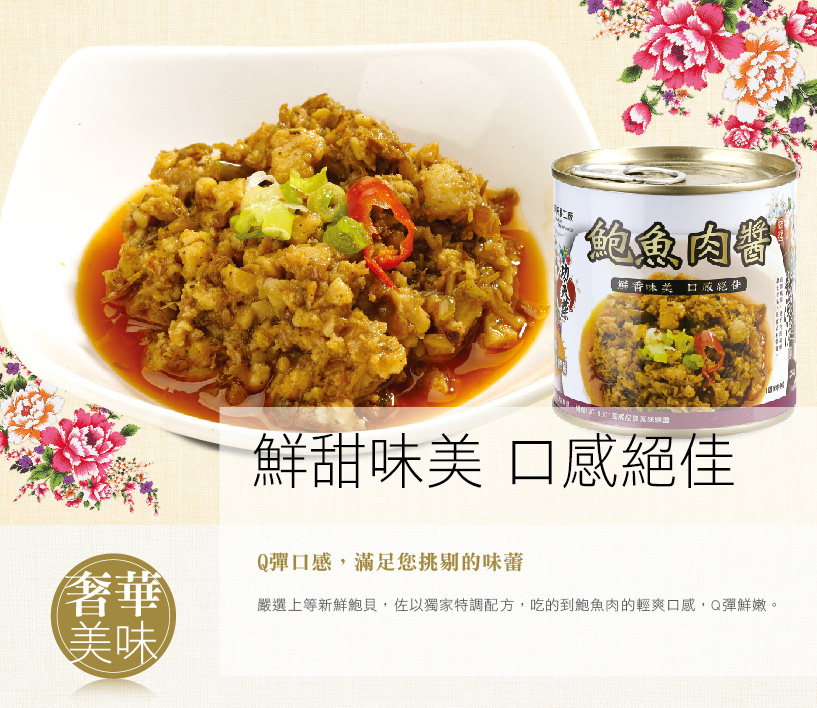 鮑魚肉醬
鮮香味美 口感絕佳
鮮甜味美 口感絕佳
Q彈口感，滿足您挑剔的味蕾
奢華
美味
嚴選上等新鮮鮑貝，佐以獨家特調配方，吃的到鮑魚肉的輕爽口感，Q彈鮮嫩。